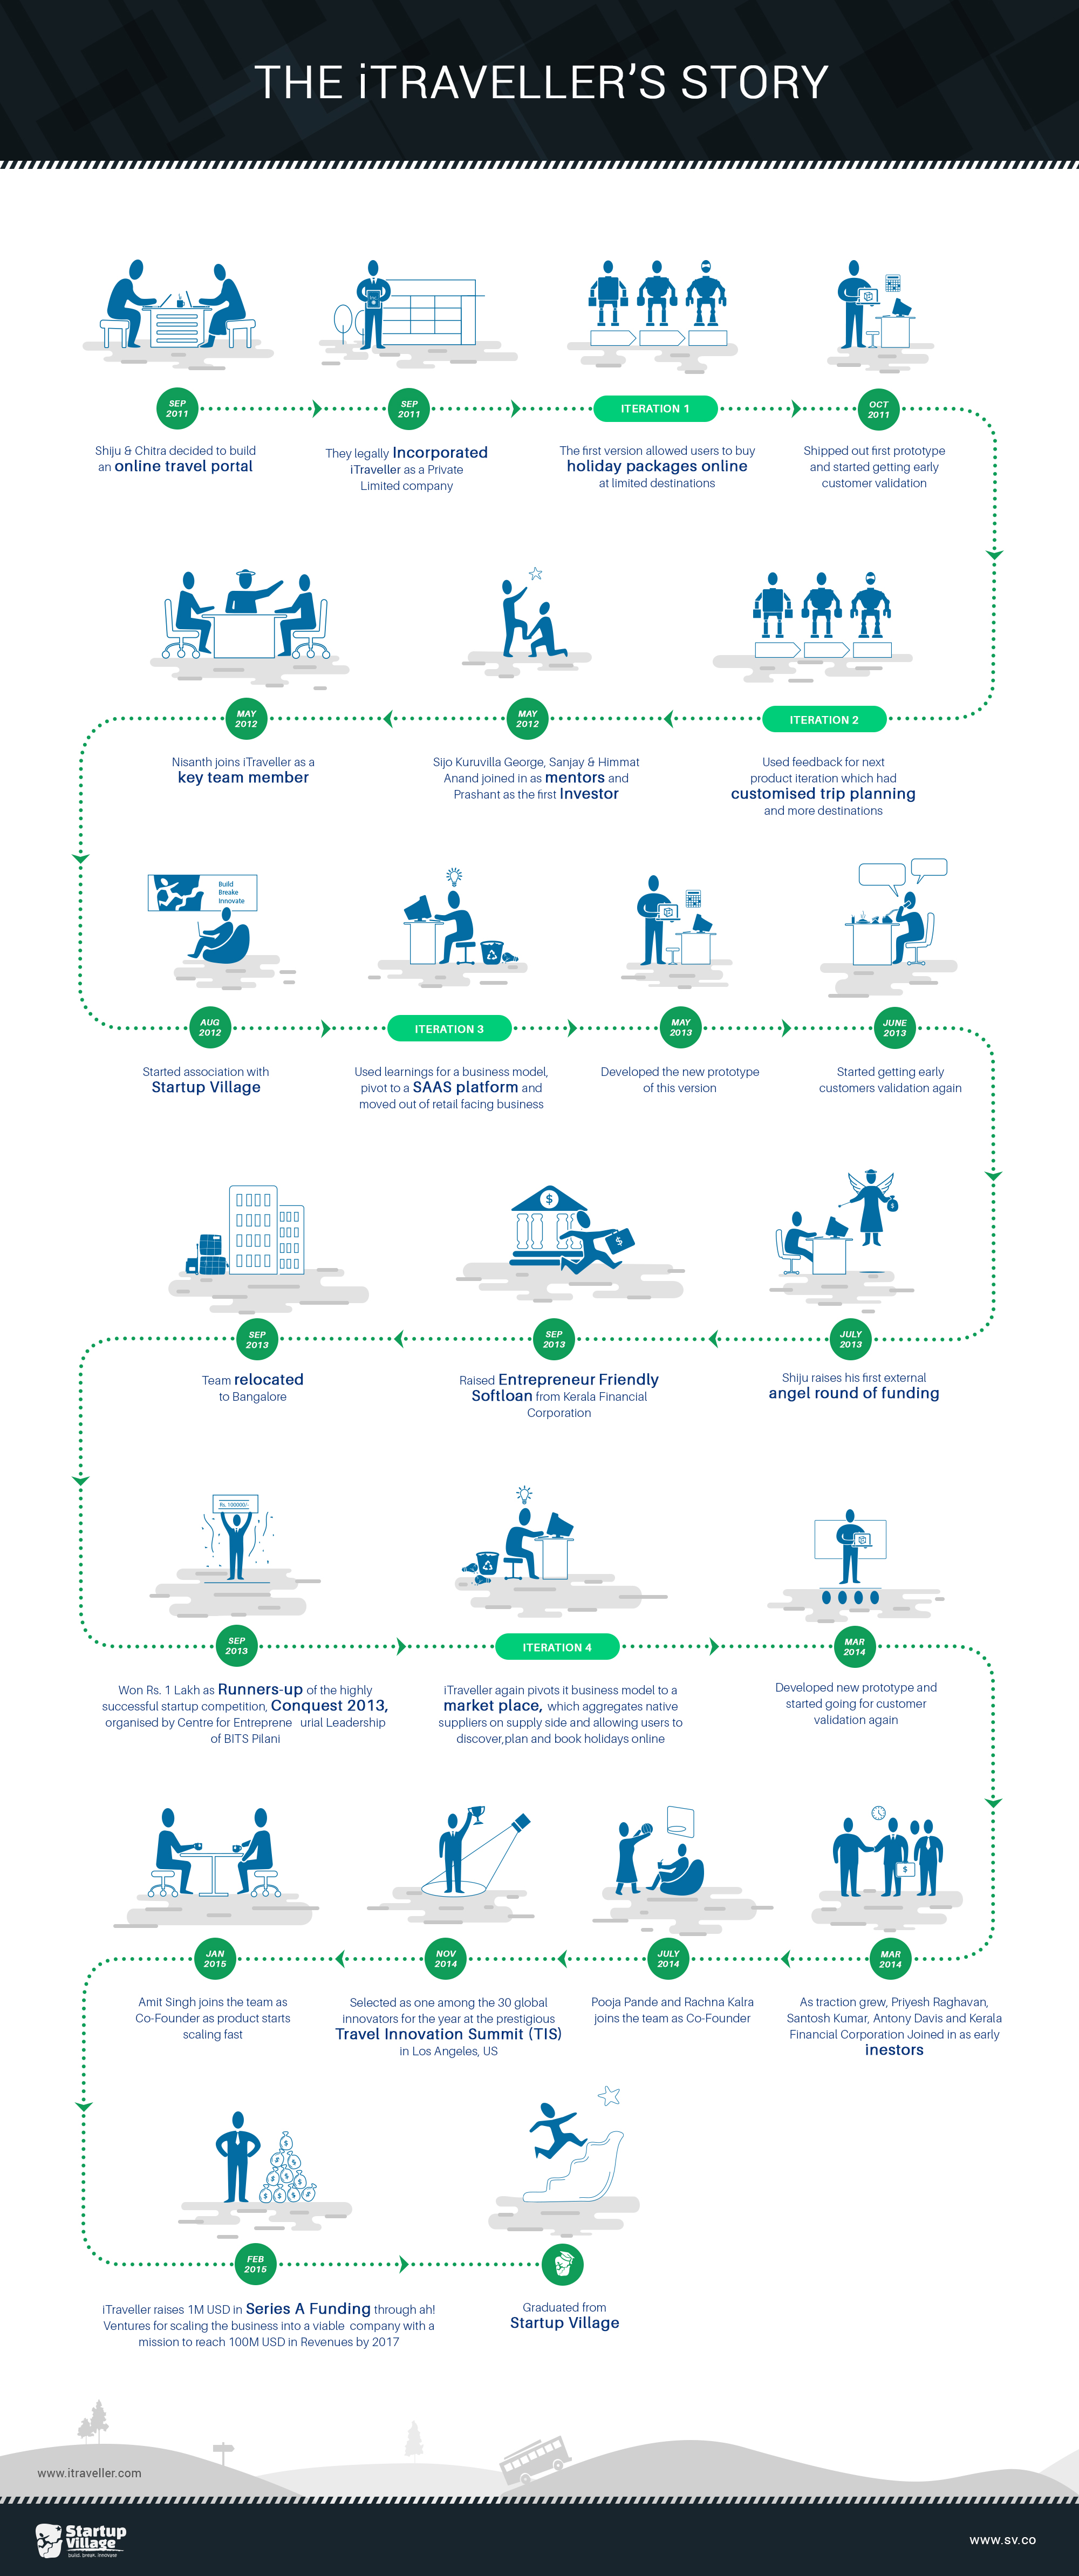 THE iTRAVELLER'S STORY
SEP
2011
Shiju & Chitra decided to build
an online travel portal
SEP
2011
They legally Incorporated
iTraveller as a Private
Limited company
ITERATION 1
The first version allowed users to buy
holiday packages online
at limited destinations
OCT
2011
Shipped out first prototype
and started getting early
customer validation
ITERATION 2
Used feedback for next
product iteration which had
customised trip planning
and more destinations
MAY
2012
Sijo Kuruvilla George, Sanjay & Himmat
Anand joined in as mentors and
Prashant as the first Investor
MAY
2012
Nisanth joins iTraveller as a
key team member
Build
Breake
Innovate
AUG
2012
Started association with
Startup Village
ITERATION 3
Used learnings for a business model,
pivot to a SAAS platform and
moved out of retail facing business
MAY
2013
Developed the new prototype
of this version
JUNE
2013
Started getting early
customers validation again
$
JULY
2013
Shiju raises his first external
angel round of funding
$
$
SEP
2013
Raised Entrepreneur Friendly
Softloan from Kerala Financial
Corporation
SEP
2013
Team relocated
to Bangalore
Rs. 100000/-
SEP
2013
Won Rs. 1 Lakh as Runners-up of the highly
successful startup competition, Conquest 2013,
organised by Centre for Entreprene urial Leadership
of BITS Pilani
ITERATION 4
iTraveller again pivots it business model to a
market place, which aggregates native
suppliers on supply side and allowing users to
discover,plan and book holidays online
MAR
2014
Developed new prototype and
started going for customer
validation again
$
MAR
2014
As traction grew, Priyesh Raghavan,
Santosh Kumar, Antony Davis and Kerala
Financial Corporation Joined in as early
inestors
JULY
2014
Pooja Pande and Rachna Kalra
joins the team as Co-Founder
NOV
2014
Selected as one among the 30 global
innovators for the year at the prestigious
Travel Innovation Summit (TIS)
in Los Angeles, US
JAN
2015
Amit Singh joins the team as
Co-Founder as product starts
scaling fast
FEB
2015
iTraveller raises 1M USD in Series A Funding through ah!
Ventures for scaling the business into a viable company with a
mission to reach 100M USD in Revenues by 2017
Graduated from
Startup Village
www.itraveller.com
Startup
Village
build. break. innovate
www.sv.co